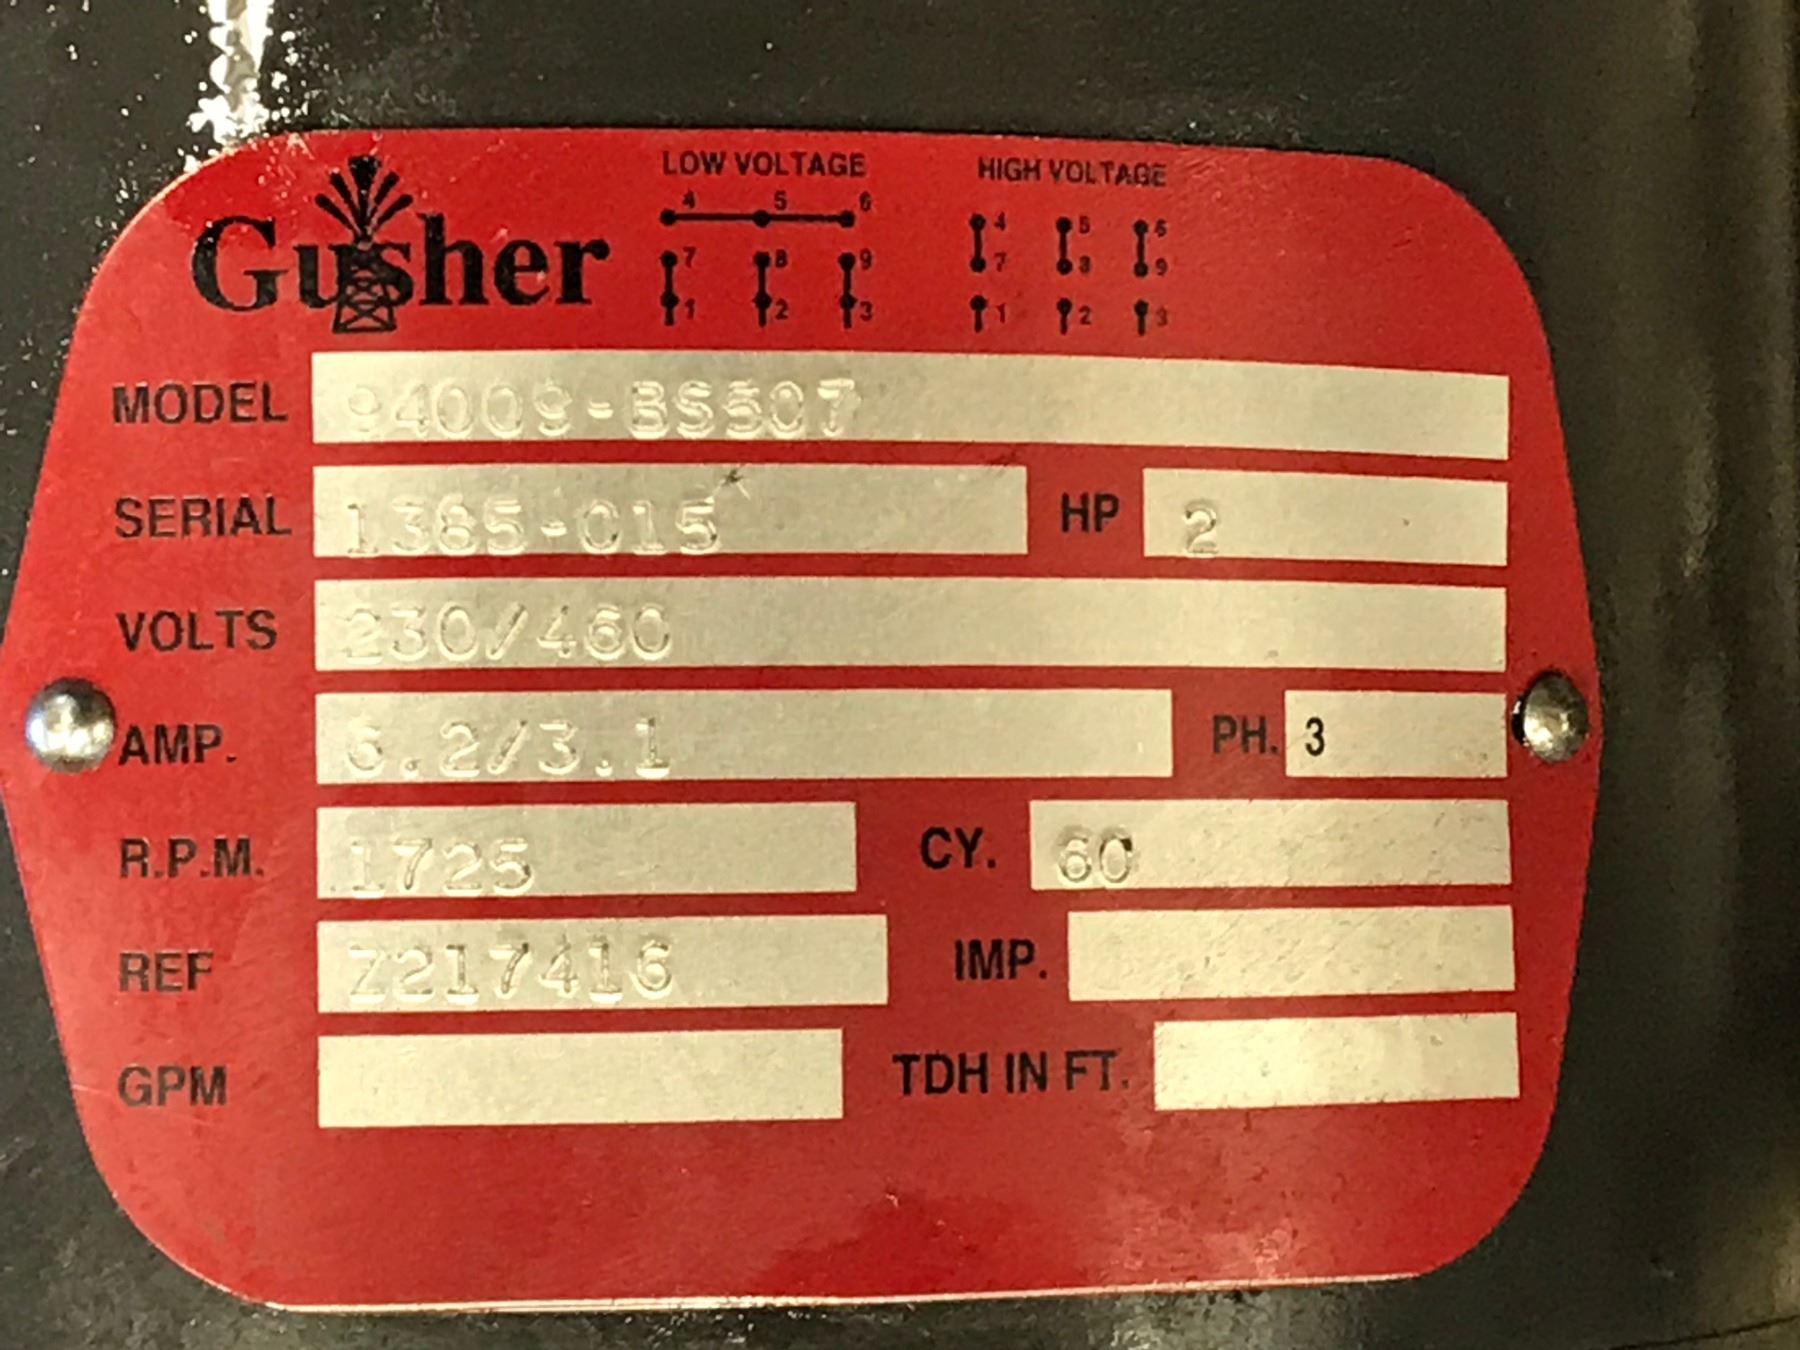 LOW VOLTAGE HIGH VOLTAGE
Gusher
4 5 6 4 5 6
7 8 9 7 8 9
1 2 3 1 2 3
MODEL 94009-BS507
SERIAL 1385-015 HP 2
VOLTS 230/460
AMP. 6.2/3.1 PH. 3
R.P.M. 1725 CY. 60
REF Z217416 IMP.
GPM TDH IN FT.